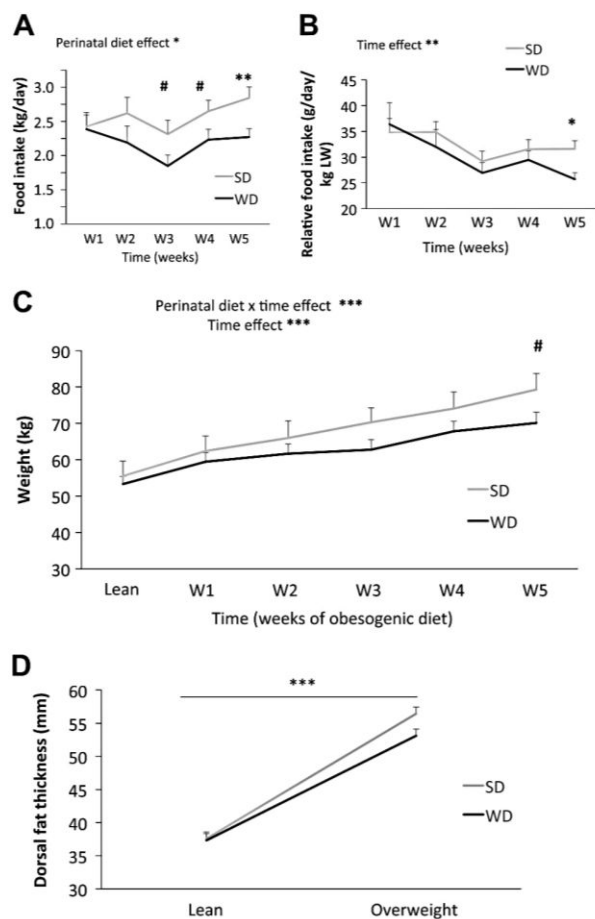 A
Perinatal diet effect *
Food intake (kg/day)
3.0
2.5
2.0
1.5
1.0
# # **
SD
WD
W1 W2 W3 W4 W5
Time (weeks)
B
Time effect **
SD
WD
Relative food intake (g/day/
kg LW)
45
40
35
30
25
20
*
W1 W2 W3 W4 W5
Time (weeks)
C
Perinatal diet x time effect ***
Time effect ***
#
Weight (kg)
90
80
70
60
50
40
30
SD
WD
Lean W1 W2 W3 W4 W5
Time (weeks of obesogenic diet)
D
***
Dorsal fat thickness (mm)
60
55
50
45
40
35
30
SD
WD
Lean Overweight